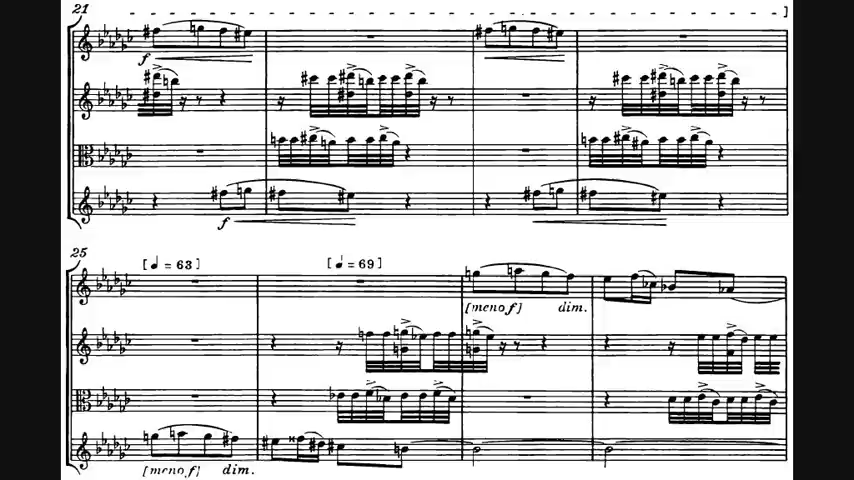 21
f
f
25
[♩ = 63]
[♩ = 69]
[meno f] dim.
[meno f] dim.